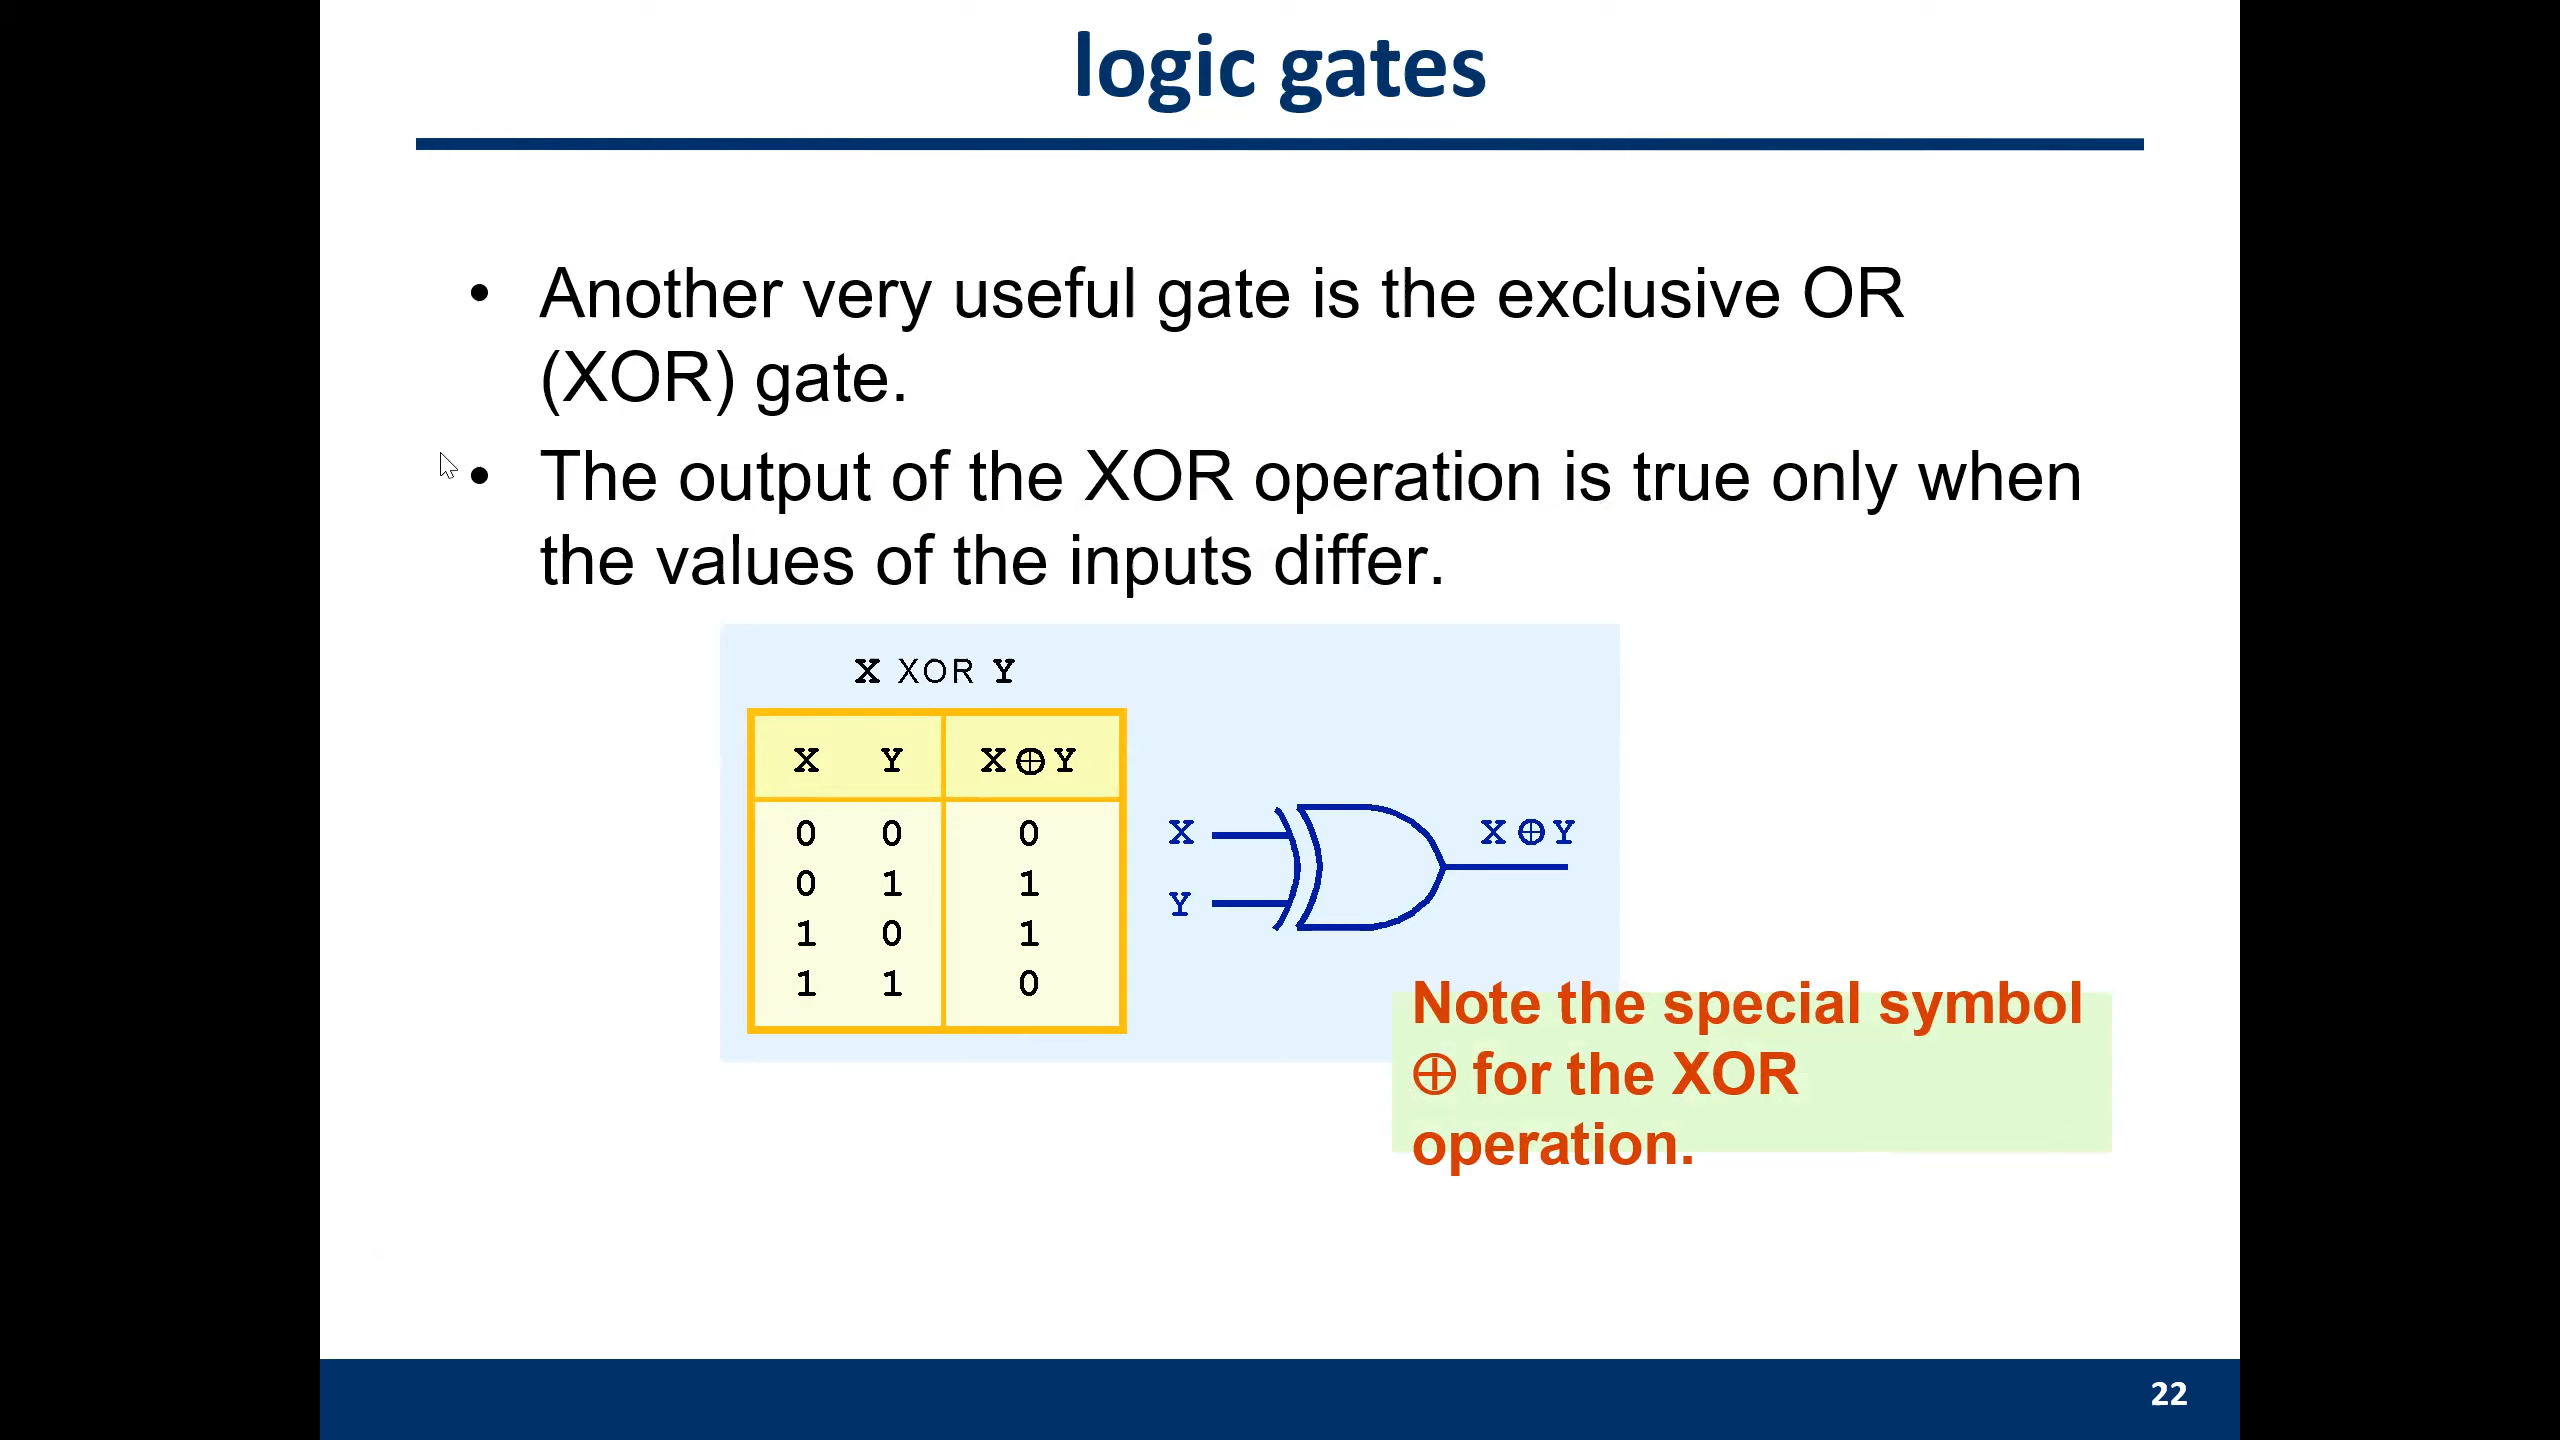 logic gates
• Another very useful gate is the exclusive OR
(XOR) gate.
• The output of the XOR operation is true only when
the values of the inputs differ.
X XOR Y
X Y X⊕Y
0 0 0
0 1 1
1 0 1
1 1 0
X
Y
X⊕Y
Note the special symbol
⊕ for the XOR
operation.
22